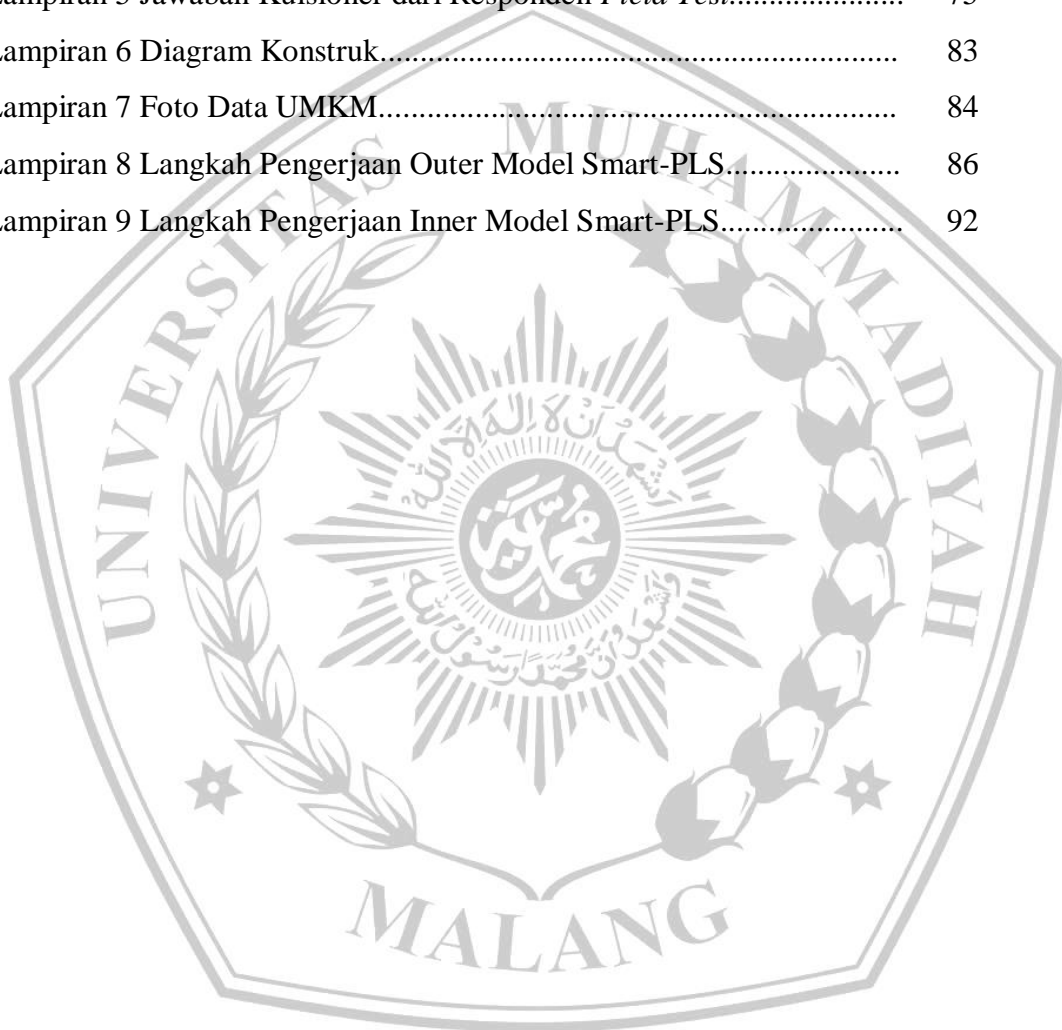 Lampiran 5 Jawaban Kuisioner dari Responden Field Test..................... 75
Lampiran 6 Diagram Konstruk............................................................... 83
Lampiran 7 Foto Data UMKM............................................................... 84
Lampiran 8 Langkah Pengerjaan Outer Model Smart-PLS..................... 86
Lampiran 9 Langkah Pengerjaan Inner Model Smart-PLS...................... 92
UNIVERSITAS MUHAMMADIYAH
MALANG